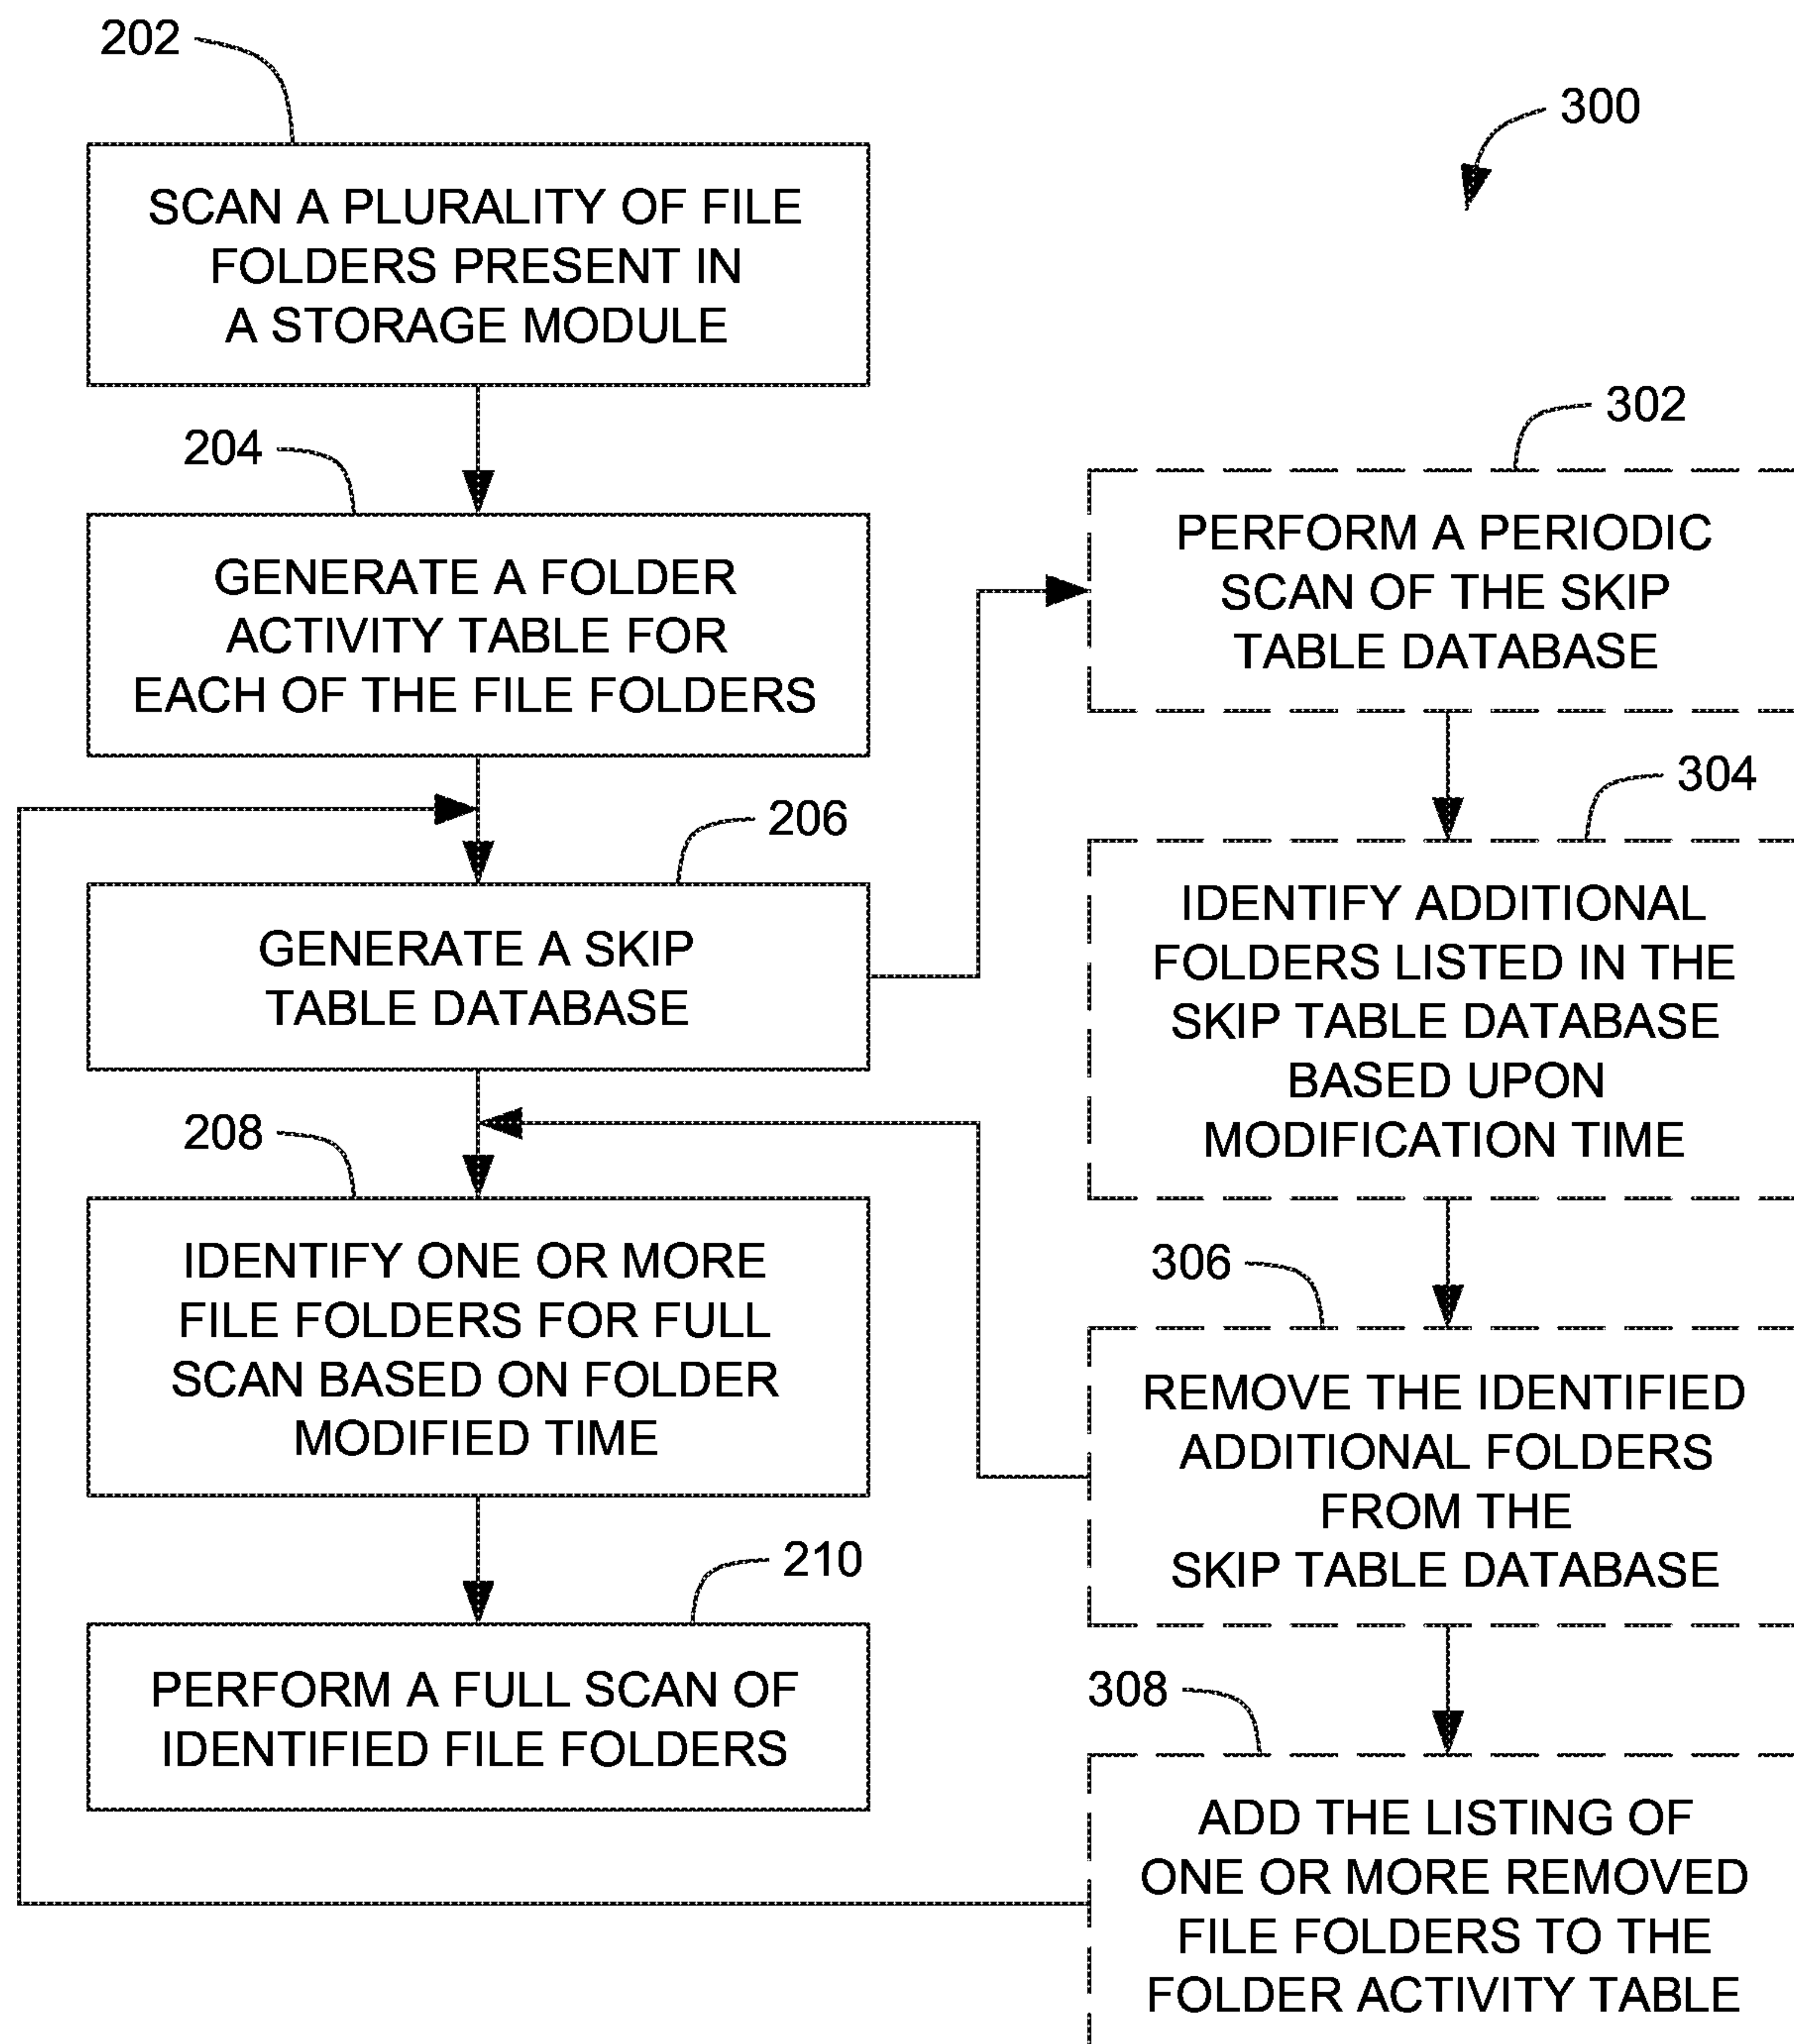 202
SCAN A PLURALITY OF FILE
FOLDERS PRESENT IN
A STORAGE MODULE
204
GENERATE A FOLDER
ACTIVITY TABLE FOR
EACH OF THE FILE FOLDERS
206
GENERATE A SKIP
TABLE DATABASE
208
IDENTIFY ONE OR MORE
FILE FOLDERS FOR FULL
SCAN BASED ON FOLDER
MODIFIED TIME
210
PERFORM A FULL SCAN OF
IDENTIFIED FILE FOLDERS
300
302
PERFORM A PERIODIC
SCAN OF THE SKIP
TABLE DATABASE
304
IDENTIFY ADDITIONAL
FOLDERS LISTED IN THE
SKIP TABLE DATABASE
BASED UPON
MODIFICATION TIME
306
REMOVE THE IDENTIFIED
ADDITIONAL FOLDERS
FROM THE
SKIP TABLE DATABASE
308
ADD THE LISTING OF
ONE OR MORE REMOVED
FILE FOLDERS TO THE
FOLDER ACTIVITY TABLE